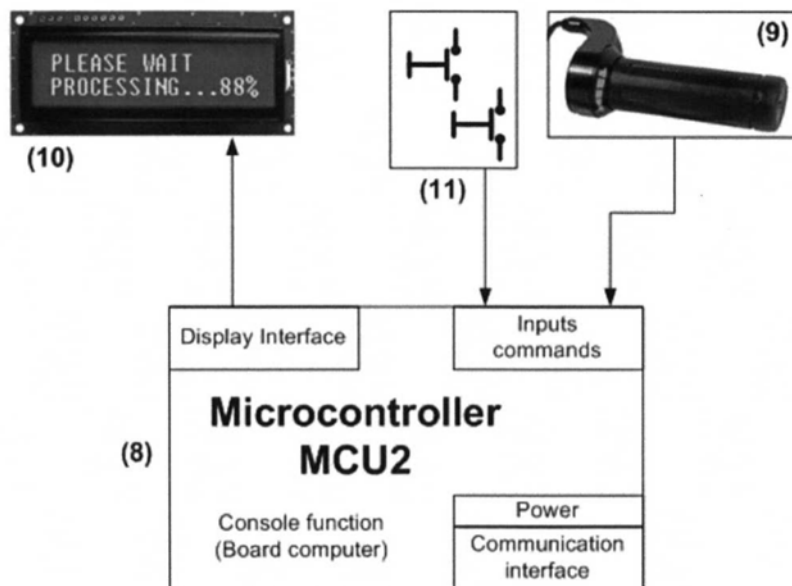 PLEASE WAIT
PROCESSING...88%
(10)
(11)
(9)
Display Interface
Inputs
commands
(8)
Microcontroller
MCU2
Console function
(Board computer)
Power
Communication
interface